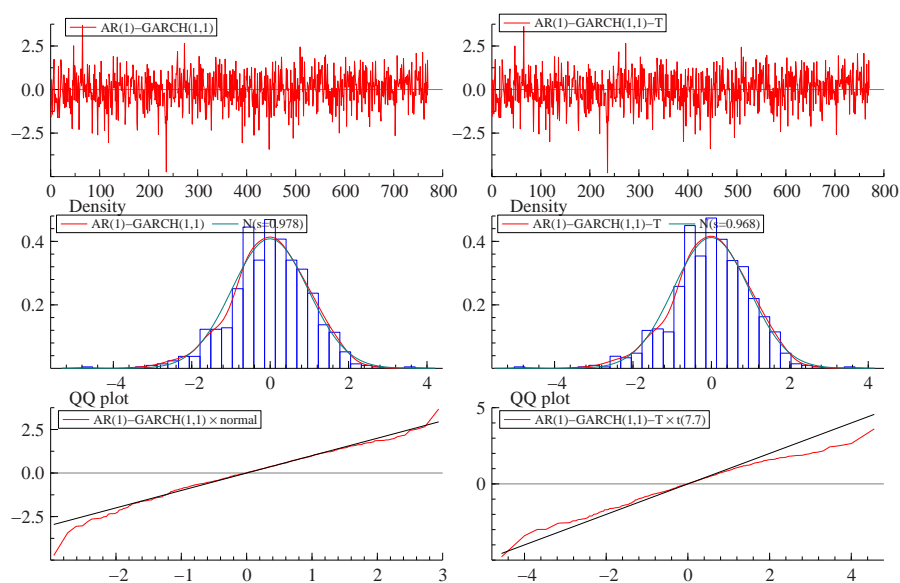 AR(1)−GARCH(1,1)
2.5
0.0
−2.5
0 100 200 300 400 500 600 700 800
AR(1)−GARCH(1,1)−T
2.5
0.0
−2.5
0 100 200 300 400 500 600 700 800
Density
AR(1)−GARCH(1,1) N(s=0.978)
0.4
0.2
−4 −2 0 2 4
Density
AR(1)−GARCH(1,1)−T N(s=0.968)
0.4
0.2
−4 −2 0 2 4
QQ plot
AR(1)−GARCH(1,1) × normal
2.5
0.0
−2.5
−2 −1 0 1 2 3
QQ plot
AR(1)−GARCH(1,1)−T × t(7.7)
5
0
−4 −2 0 2 4